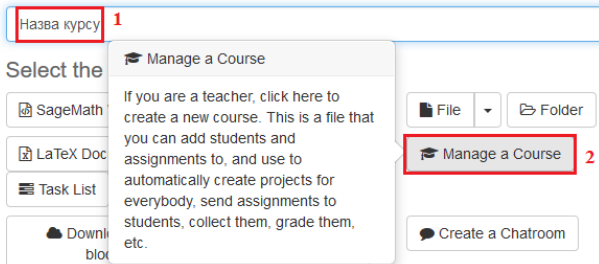 Назва курсу 1
Select the
Manage a Course
If you are a teacher, click here to
create a new course. This is a file that
you can add students and
assignments to, and use to
automatically create projects for
everybody, send assignments to
students, collect them, grade them,
etc.
SageMath
File
Folder
LaTeX Doc
Manage a Course 2
Task List
Downl
bloc
Create a Chatroom